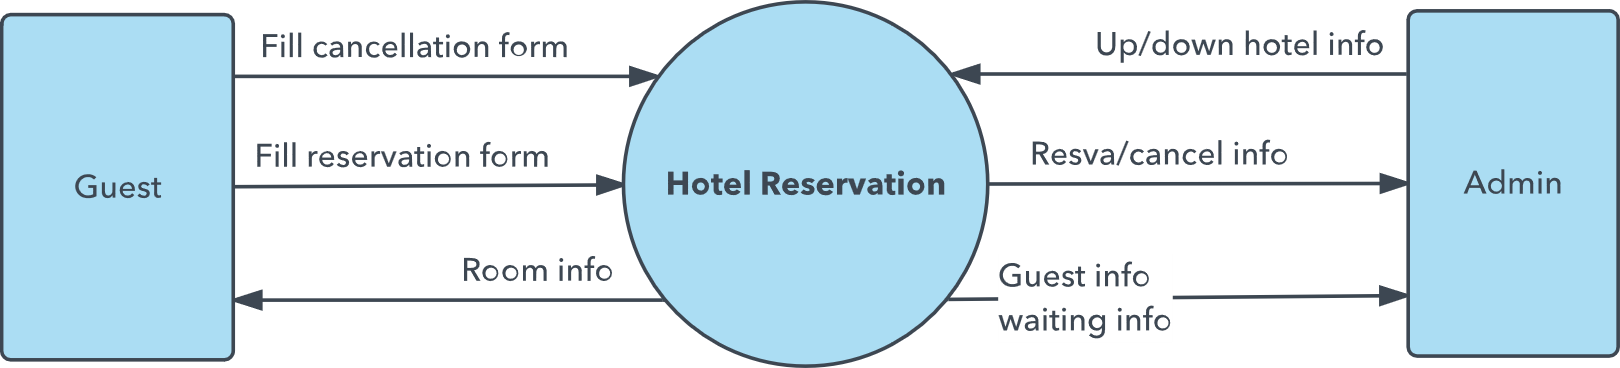 Fill cancellation form
Up/down hotel info
Fill reservation form
Resva/cancel info
Guest
Hotel Reservation
Admin
Room info
Guest info
waiting info